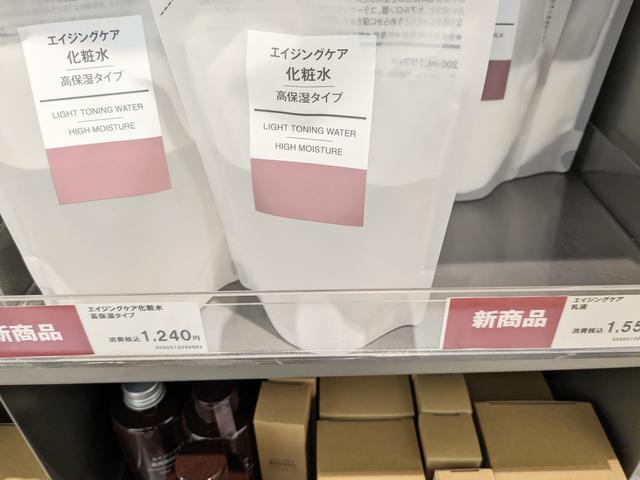 エイジングケア
化粧水
高保湿タイプ
LIGHT TONING WATER
HIGH MOISTURE
エイジングケア
化粧水
高保湿タイプ
LIGHT TONING WATER
HIGH MOISTURE
新商品
エイジングケア化粧水
高保湿タイプ
消費税込1,240円
新商品
エイジングケア
乳液
消費税込1,55